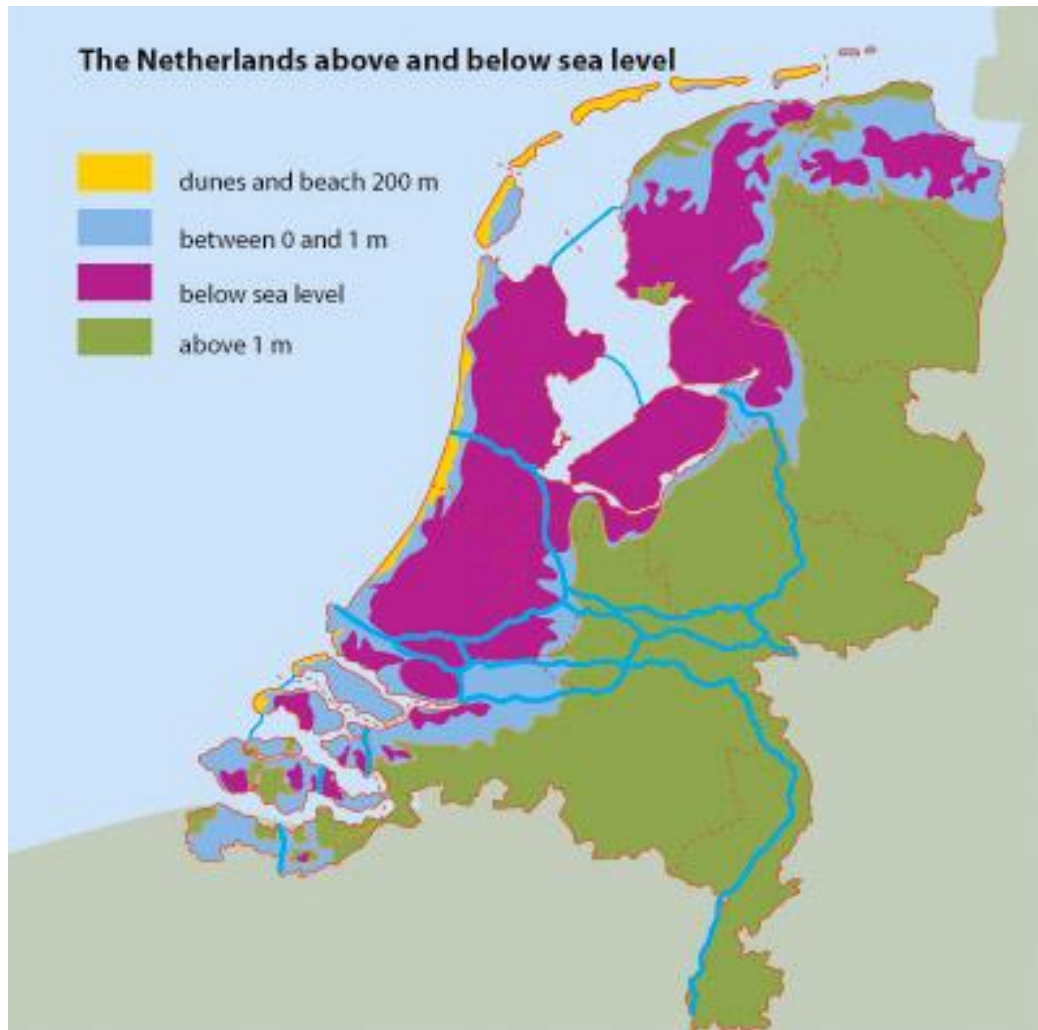 The Netherlands above and below sea level
dunes and beach 200 m
between 0 and 1 m
below sea level
above 1 m